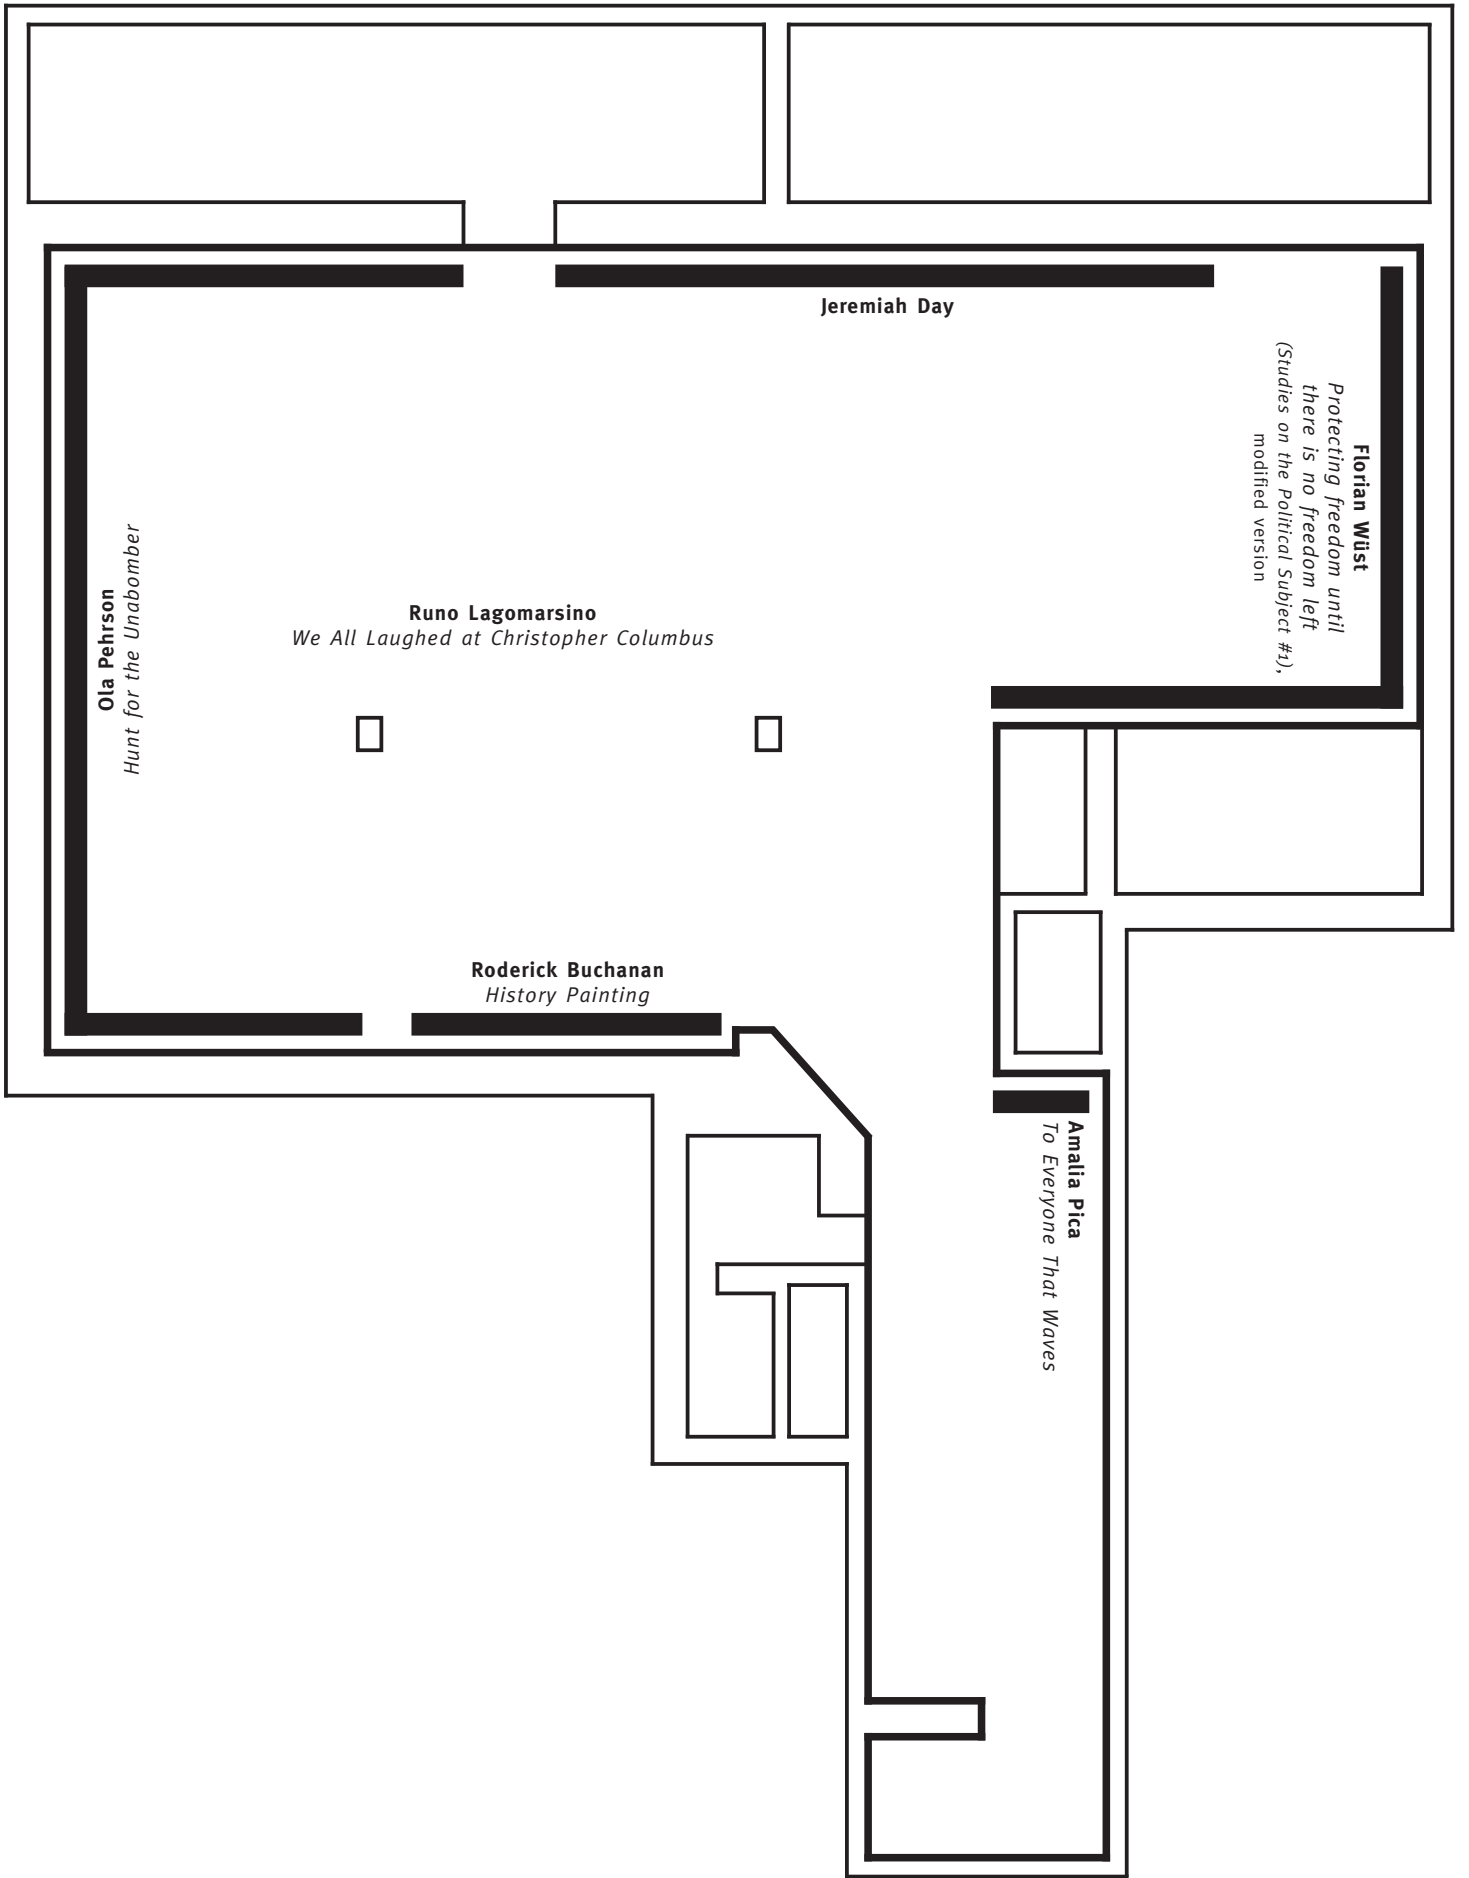 Jeremiah Day
Florian Wüst
Protecting freedom until
there is no freedom left
(Studies on the Political Subject #1),
modified version
Ola Pehrson
Hunt for the Unabomber
Runo Lagomarsino
We All Laughed at Christopher Columbus
Roderick Buchanan
History Painting
Amalia Pica
To Everyone That Waves